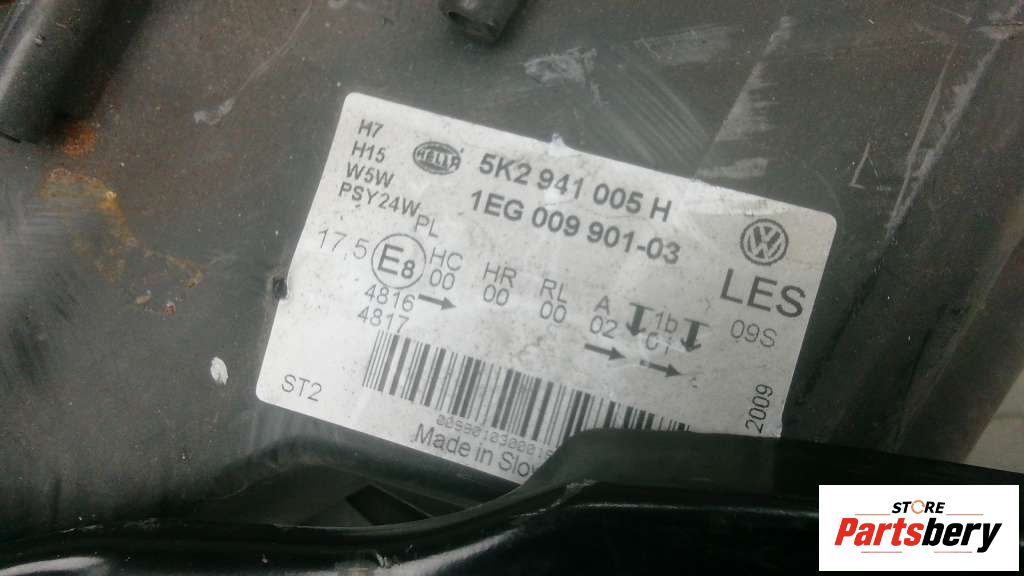 H7
H15
W5W
PSY24W
HELLA
5K2 941 005 H
1EG 009 901-03
PL
17,5
E8
HC
00
HR
00
RL
00
A
02
1b
C1
4816
4817
LES
09S
2009
ST2
Made in Slov
STORE
Partsbery